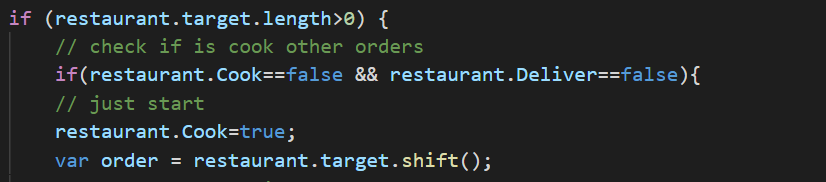 if (restaurant.target.length>0) {
// check if is cook other orders
if(restaurant.Cook==false && restaurant.Deliver==false){
// just start
restaurant.Cook=true;
var order = restaurant.target.shift();